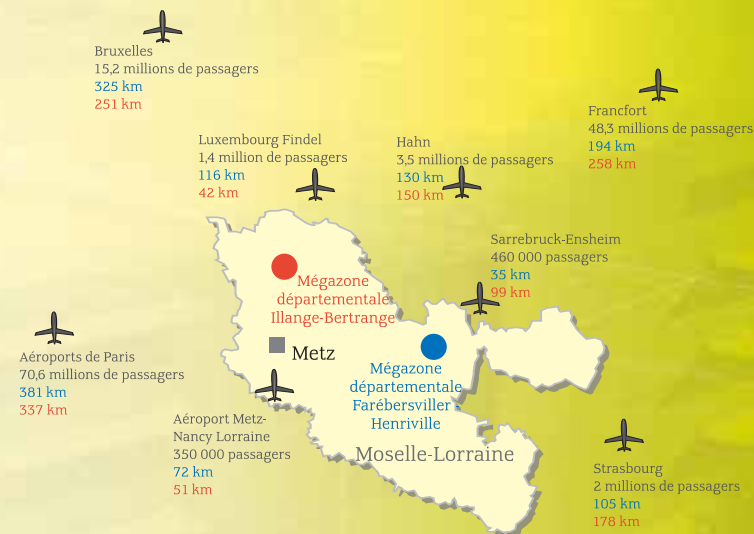 Bruxelles
15,2 millions de passagers
325 km
251 km
Francfort
48,3 millions de passagers
194 km
258 km
Luxembourg Findel
1,4 million de passagers
116 km
42 km
Hahn
3,5 millions de passagers
130 km
150 km
Sarrebruck-Ensheim
460 000 passagers
35 km
99 km
Mégazone
départementale
Illange-Bertrange
Metz
Aéroports de Paris
70,6 millions de passagers
381 km
337 km
Mégazone
départementale
Farébersviller -
Henriville
Aéroport Metz-
Nancy Lorraine
350 000 passagers
72 km
51 km
Moselle-Lorraine
Strasbourg
2 millions de passagers
105 km
178 km